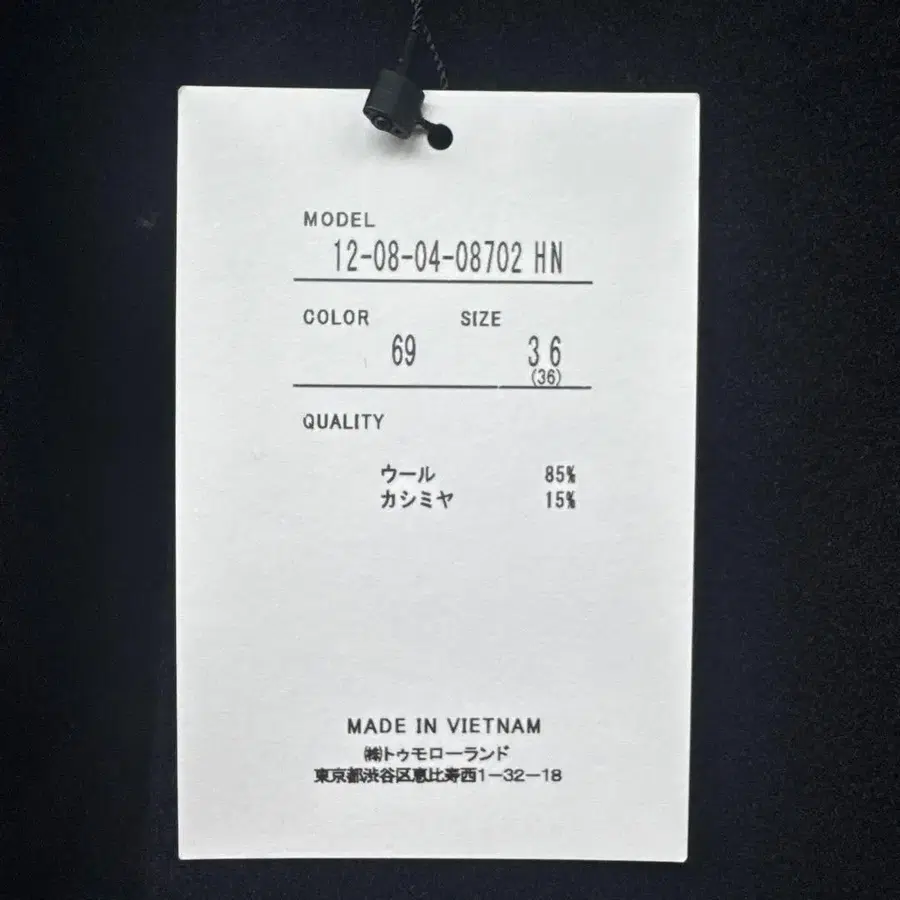 MODEL
12-08-04-08702 HN
COLOR SIZE
69 36
(36)
QUALITY
ウール 85%
カシミヤ 15%
MADE IN VIETNAM
㈱トゥモローランド
東京都渋谷区恵比寿西1-32-18